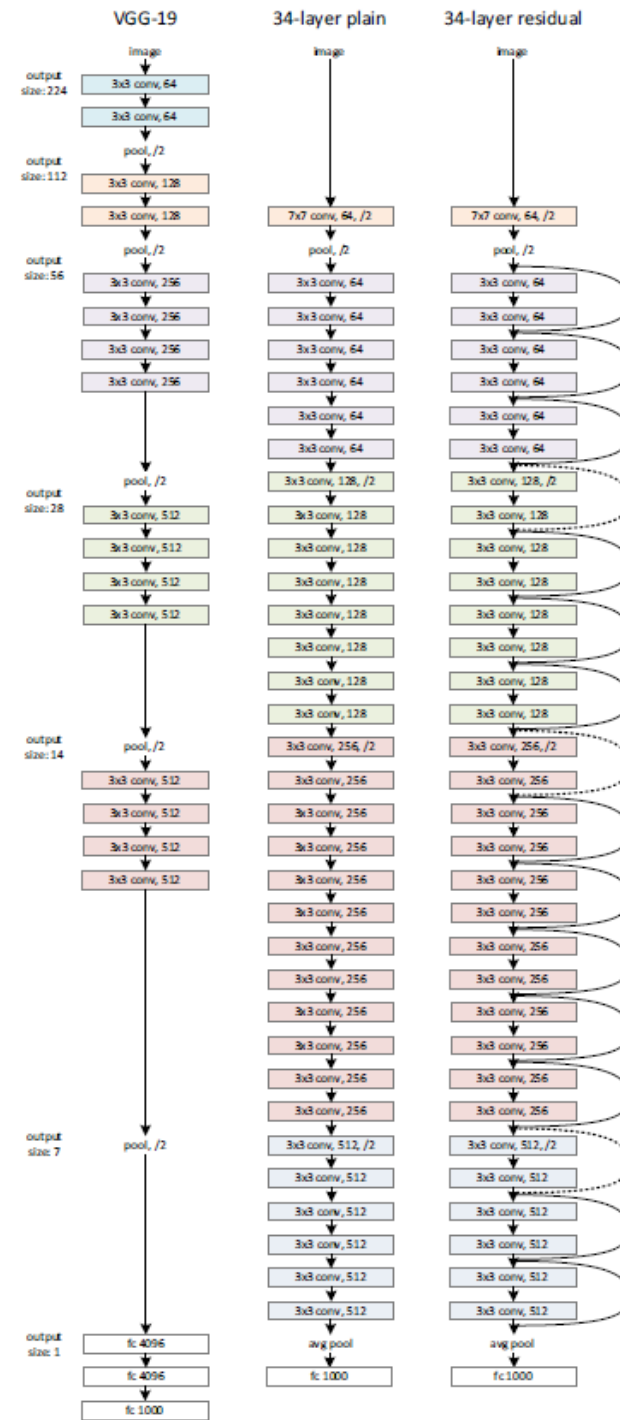 VGG-19
34-layer plain
34-layer residual
output
size: 224
output
size: 112
output
size: 56
output
size: 28
output
size: 14
output
size: 7
output
size: 1
image
3x3 conv, 64
3x3 conv, 64
pool, /2
3x3 conv, 128
3x3 conv, 128
pool, /2
3x3 conv, 256
3x3 conv, 256
3x3 conv, 256
3x3 conv, 256
pool, /2
3x3 conv, 512
3x3 conv, 512
3x3 conv, 512
3x3 conv, 512
pool, /2
3x3 conv, 512
3x3 conv, 512
3x3 conv, 512
3x3 conv, 512
pool, /2
fc 4096
fc 4096
fc 1000
image
7x7 conv, 64, /2
pool, /2
3x3 conv, 64
3x3 conv, 64
3x3 conv, 64
3x3 conv, 64
3x3 conv, 64
3x3 conv, 64
3x3 conv, 128, /2
3x3 conv, 128
3x3 conv, 128
3x3 conv, 128
3x3 conv, 128
3x3 conv, 128
3x3 conv, 128
3x3 conv, 128
3x3 conv, 256, /2
3x3 conv, 256
3x3 conv, 256
3x3 conv, 256
3x3 conv, 256
3x3 conv, 256
3x3 conv, 256
3x3 conv, 256
3x3 conv, 256
3x3 conv, 256
3x3 conv, 256
3x3 conv, 256
3x3 conv, 512, /2
3x3 conv, 512
3x3 conv, 512
3x3 conv, 512
3x3 conv, 512
3x3 conv, 512
avg pool
fc 1000
image
7x7 conv, 64, /2
pool, /2
3x3 conv, 64
3x3 conv, 64
3x3 conv, 64
3x3 conv, 64
3x3 conv, 64
3x3 conv, 64
3x3 conv, 128, /2
3x3 conv, 128
3x3 conv, 128
3x3 conv, 128
3x3 conv, 128
3x3 conv, 128
3x3 conv, 128
3x3 conv, 128
3x3 conv, 256, /2
3x3 conv, 256
3x3 conv, 256
3x3 conv, 256
3x3 conv, 256
3x3 conv, 256
3x3 conv, 256
3x3 conv, 256
3x3 conv, 256
3x3 conv, 256
3x3 conv, 256
3x3 conv, 256
3x3 conv, 512, /2
3x3 conv, 512
3x3 conv, 512
3x3 conv, 512
3x3 conv, 512
3x3 conv, 512
avg pool
fc 1000